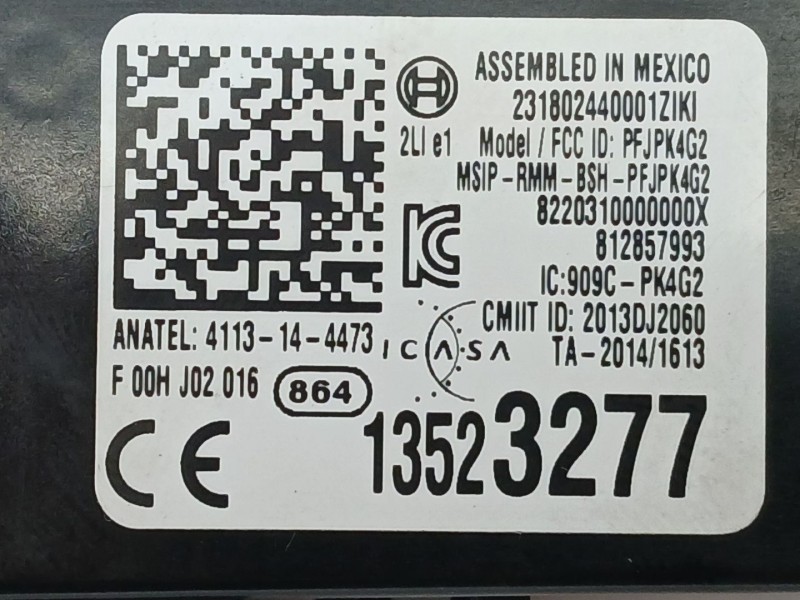 ASSEMBLED IN MEXICO
231802440001ZIKI
2LI e1 Model / FCC ID: PFJPK4G2
MSIP-RMM-BSH-PFJPK4G2
8220310000000X
812857993
IC:909C-PK4G2
CMIIT ID: 2013DJ2060
ANATEL: 4113-14-4473
ICASA
TA-2014/1613
F 00H J02 016
864
CE
13523277